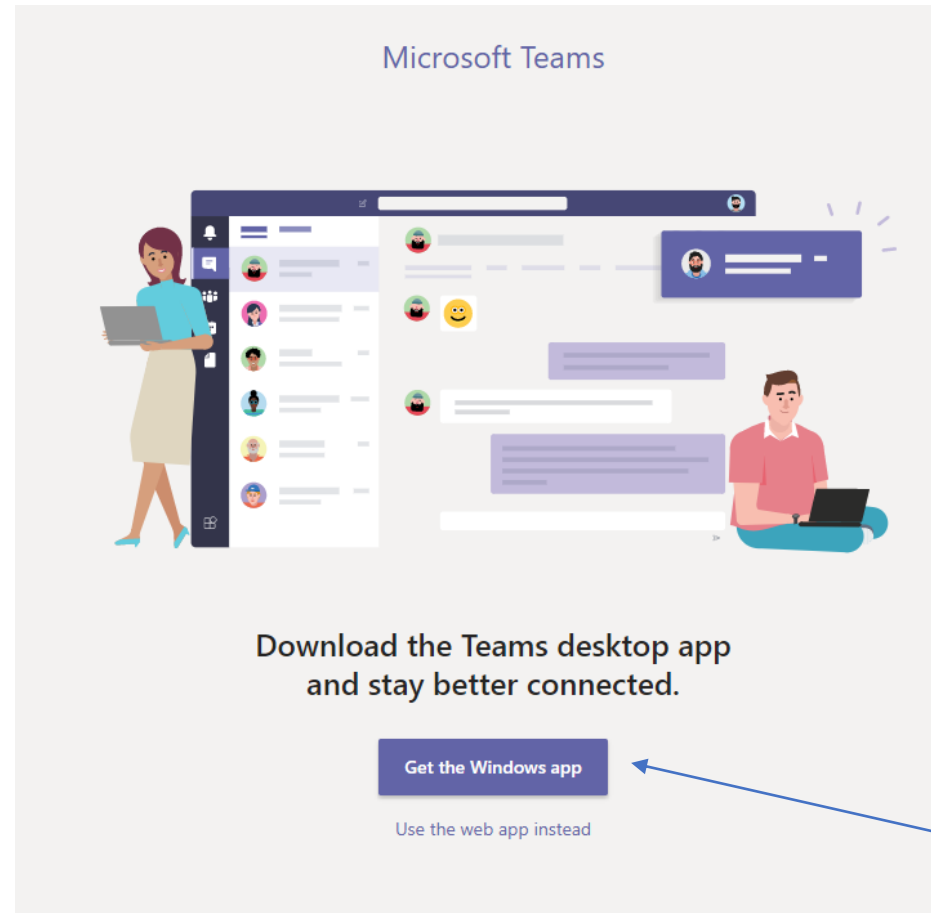 Microsoft Teams
Download the Teams desktop app
and stay better connected.
Get the Windows app
Use the web app instead